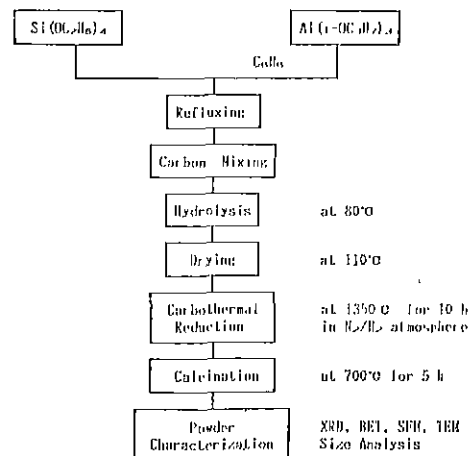 Si(OC₂H₅)₄ Al(i-OC₃H₇)₃
C₆H₆
Refluxing
Carbon Mixing
Hydrolysis at 80°C
Drying at 110°C
Carbothermal at 1350°C for 10 h
Reduction in N₂/H₂ atmosphere
Calcination at 700°C for 5 h
Powder XRD, BET, SEM, TEM
Characterization Size Analysis